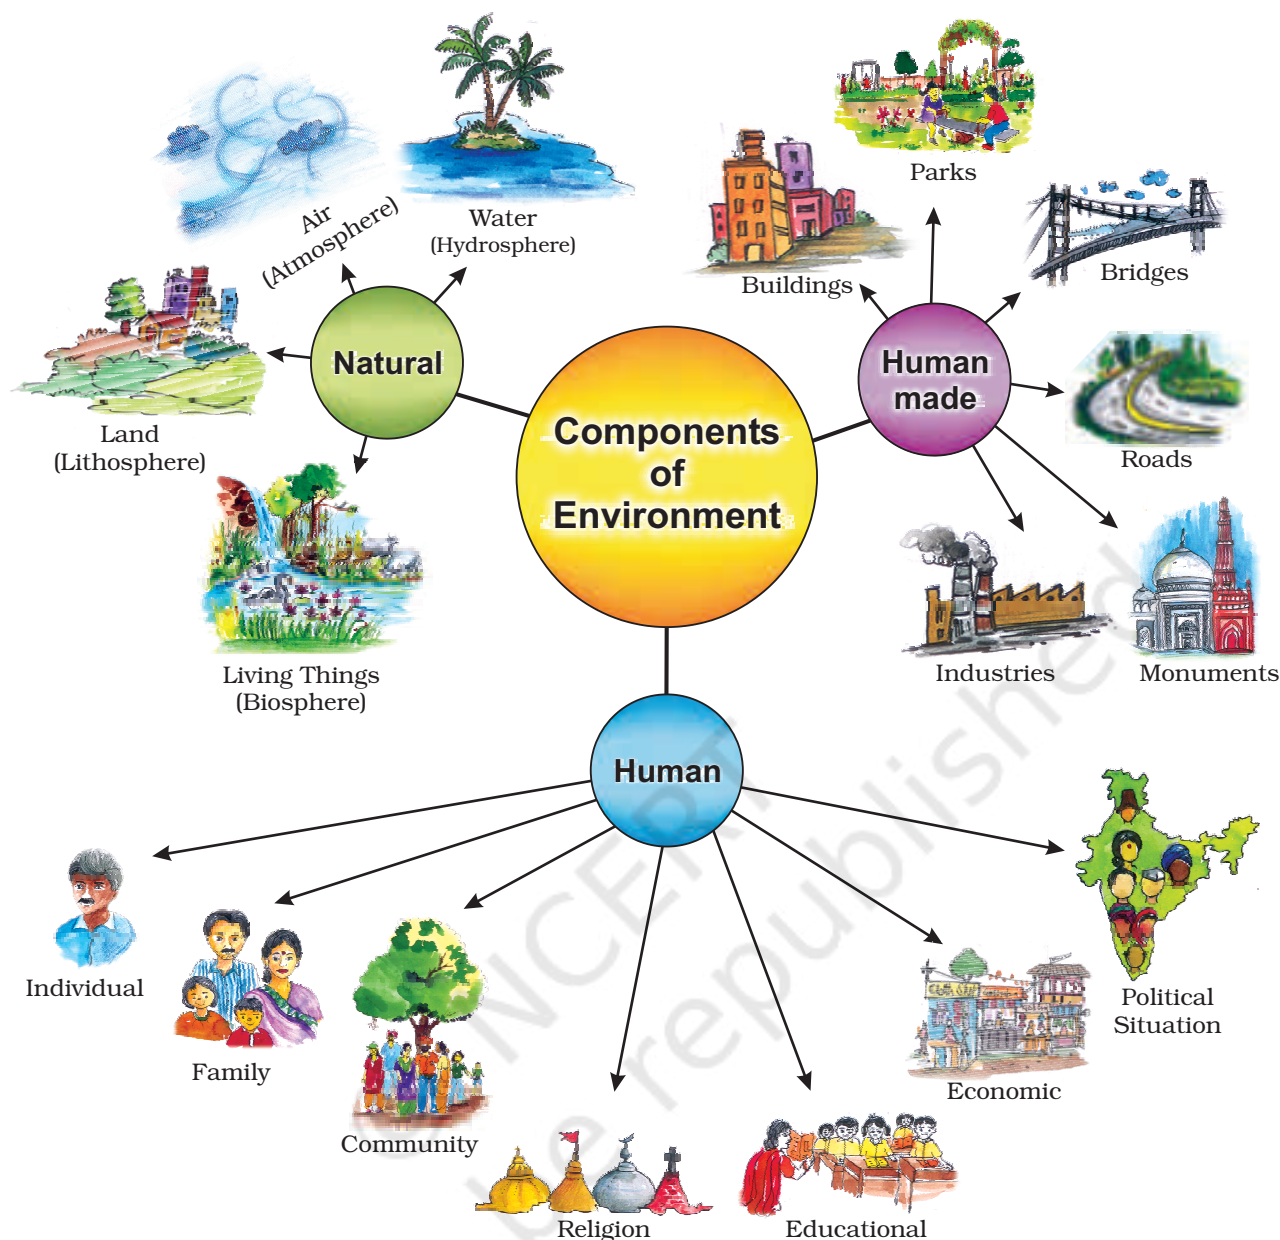 Components
of
Environment
Natural
Air
(Atmosphere)
Water
(Hydrosphere)
Land
(Lithosphere)
Living Things
(Biosphere)
Human
made
Buildings
Parks
Bridges
Roads
Monuments
Industries
Human
Individual
Family
Community
Religion
Educational
Economic
Political
Situation
© NCERT
be republished